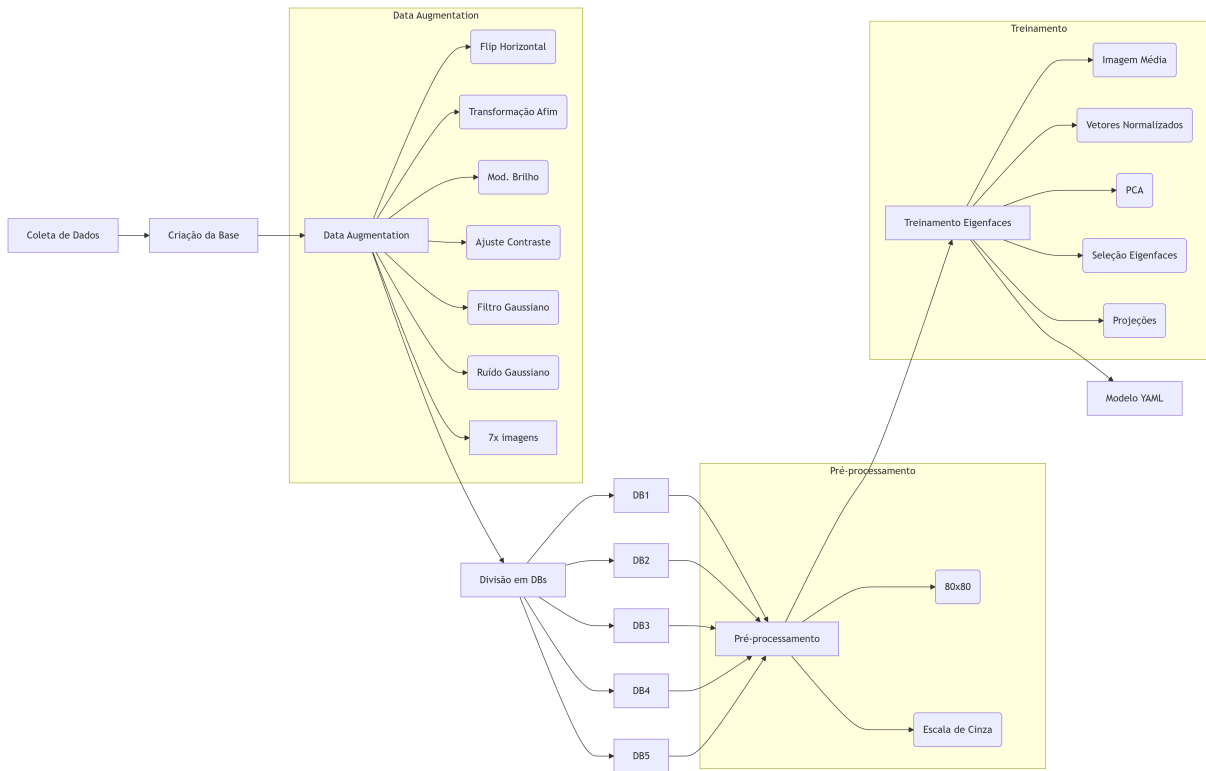 Data Augmentation
Flip Horizontal
Transformação Afim
Mod. Brilho
Coleta de Dados
Criação da Base
Data Augmentation
Ajuste Contraste
Filtro Gaussiano
Ruído Gaussiano
7x imagens
Divisão em DBs
DB1
DB2
DB3
DB4
DB5
Pré-processamento
80x80
Pré-processamento
Escala de Cinza
Treinamento
Imagem Média
Vetores Normalizados
PCA
Treinamento Eigenfaces
Seleção Eigenfaces
Projeções
Modelo YAML